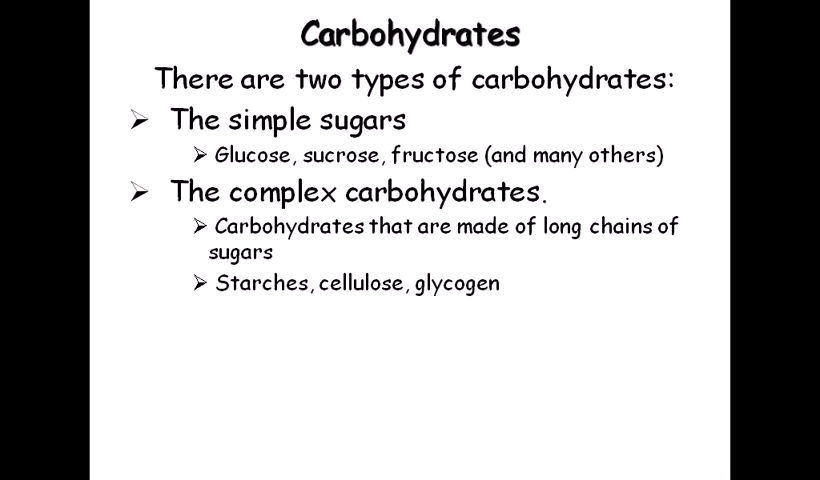 Carbohydrates
There are two types of carbohydrates:
➢ The simple sugars
➢ Glucose, sucrose, fructose (and many others)
➢ The complex carbohydrates.
➢ Carbohydrates that are made of long chains of
sugars
➢ Starches, cellulose, glycogen